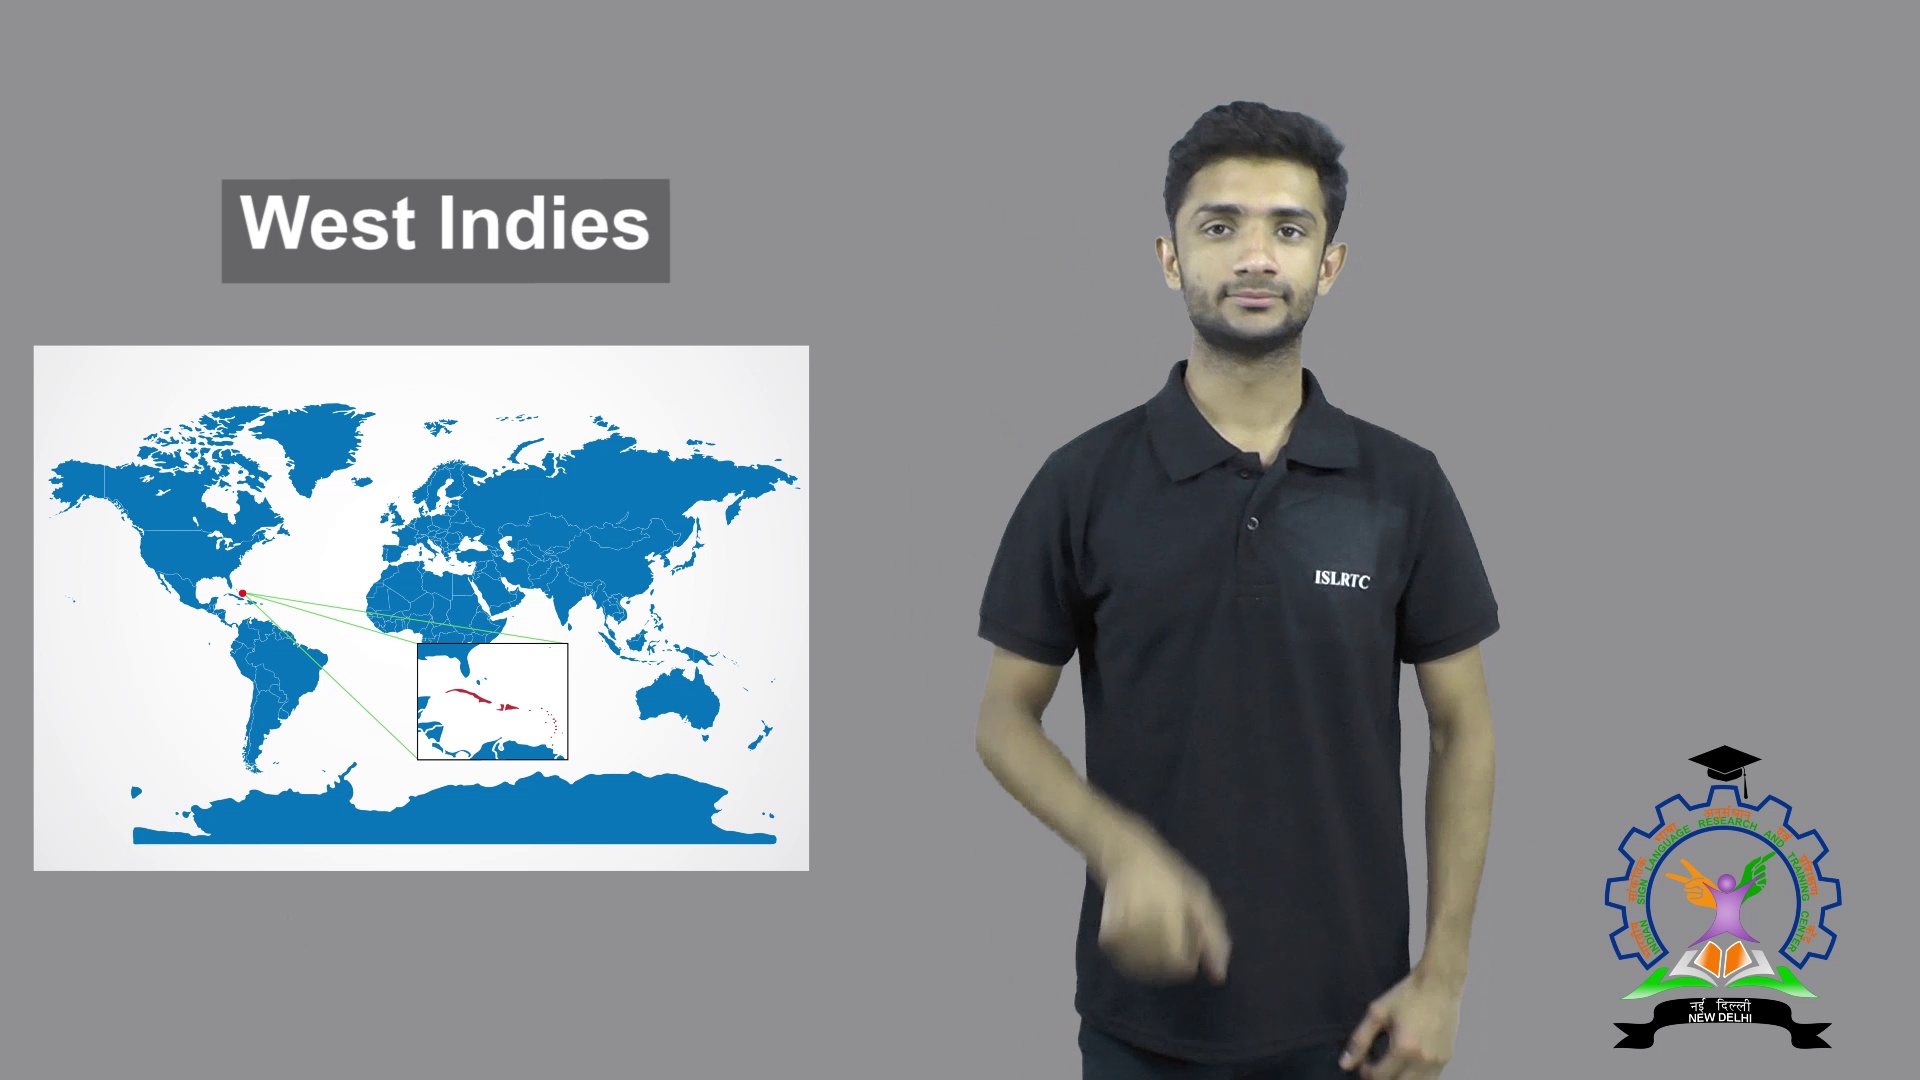 West Indies
ISLRTC
INDIAN SIGN LANGUAGE RESEARCH AND TRAINING CENTER
नई दिल्ली
NEW DELHI